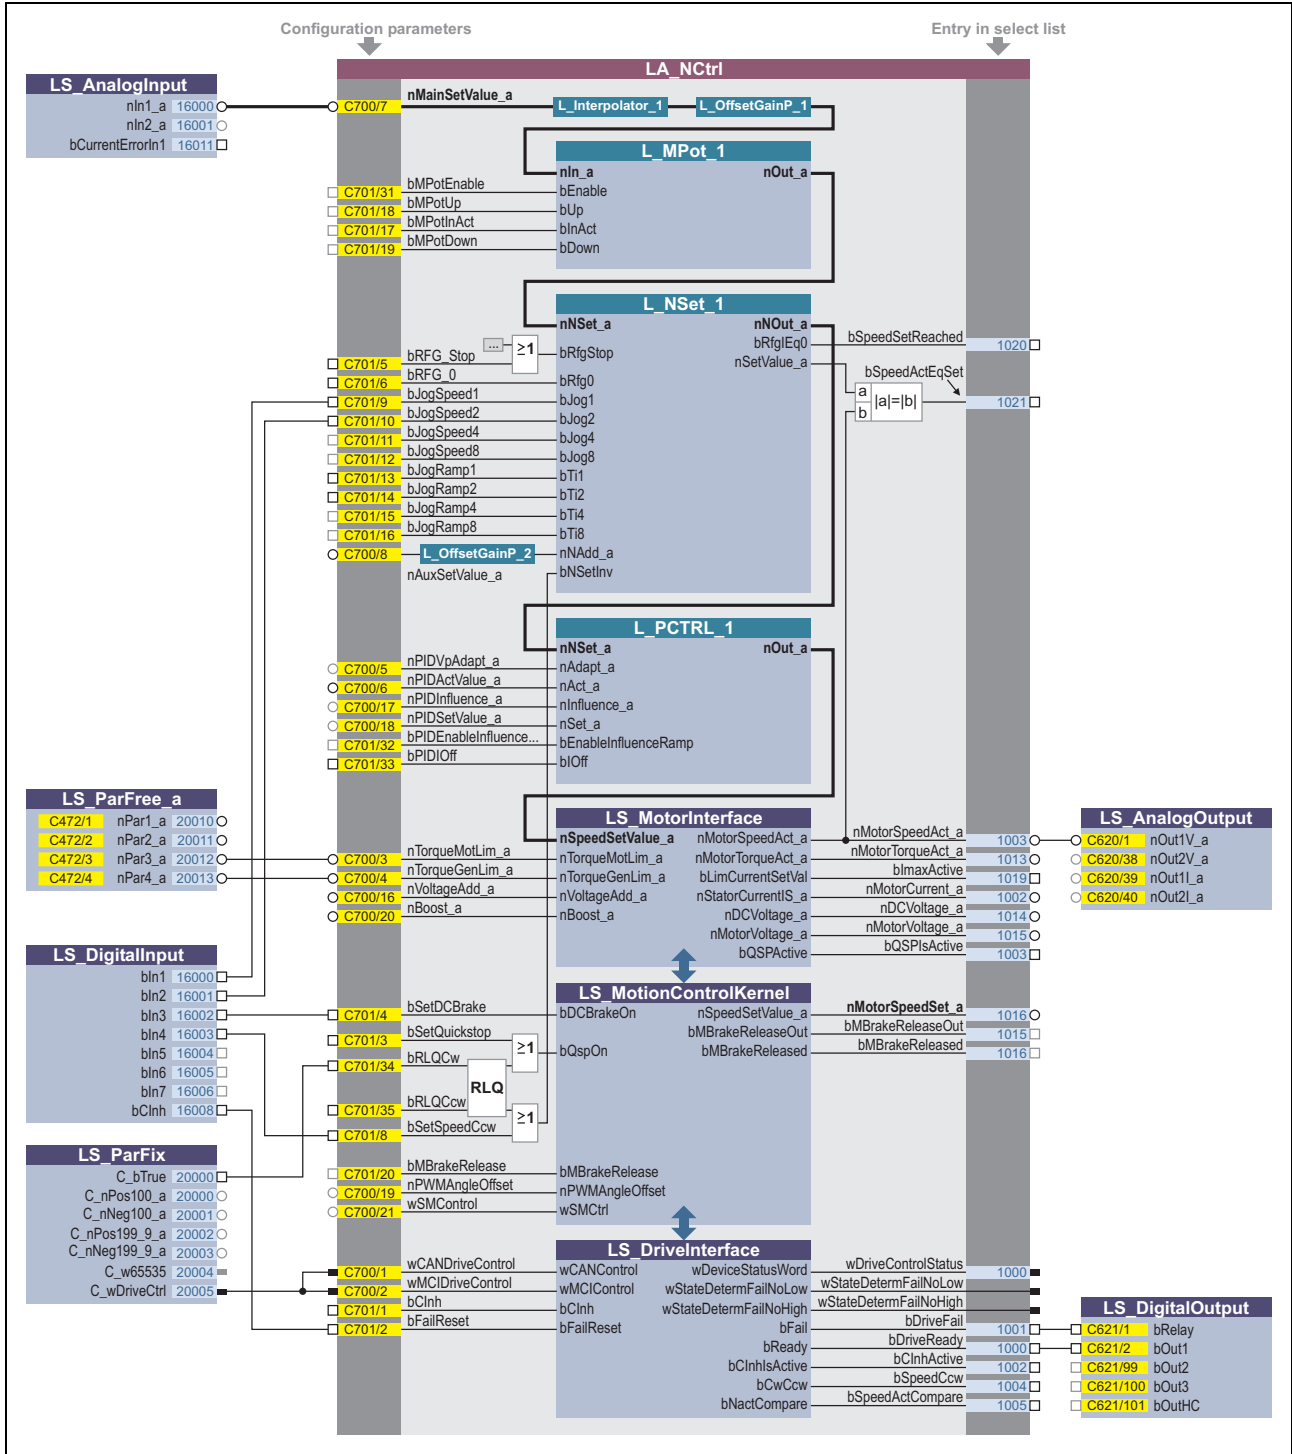 Configuration parameters
Entry in select list
LA_NCtrl
LS_AnalogInput
nIn1_a 16000
nIn2_a 16001
bCurrentErrorIn1 16011
C700/7 nMainSetValue_a
L_Interpolator_1
L_OffsetGainP_1
L_MPot_1
nIn_a nOut_a
C701/31 bMPotEnable bEnable
C701/18 bMPotUp bUp
C701/17 bMPotInAct bInAct
C701/19 bMPotDown bDown
L_NSet_1
nNSet_a nNOut_a
bRfgIEq0 bSpeedSetReached 1020
... ≥1 bRfgStop
nSetValue_a
C701/5 bRFG_Stop
C701/6 bRFG_0 bRfg0
bSpeedActEqSet
a
b
|a|=|b|
1021
C701/9 bJogSpeed1 bJog1
C701/10 bJogSpeed2 bJog2
C701/11 bJogSpeed4 bJog4
C701/12 bJogSpeed8 bJog8
C701/13 bJogRamp1 bTi1
C701/14 bJogRamp2 bTi2
C701/15 bJogRamp4 bTi4
C701/16 bJogRamp8 bTi8
C700/8 L_OffsetGainP_2 nNAdd_a
nAuxSetValue_a bNSetInv
L_PCTRL_1
nNSet_a nOut_a
C700/5 nPIDVpAdapt_a nAdapt_a
C700/6 nPIDActValue_a nAct_a
C700/17 nPIDInfluence_a nInfluence_a
C700/18 nPIDSetValue_a nSet_a
C701/32 bPIDEnableInfluence... bEnableInfluenceRamp
C701/33 bPIDIOff bIOff
LS_ParFree_a
C472/1 nPar1_a 20010
C472/2 nPar2_a 20011
C472/3 nPar3_a 20012
C472/4 nPar4_a 20013
LS_MotorInterface
nSpeedSetValue_a nMotorSpeedAct_a nMotorSpeedAct_a 1003
C700/3 nTorqueMotLim_a nTorqueMotLim_a nMotorTorqueAct_a nMotorTorqueAct_a 1013
C700/4 nTorqueGenLim_a nTorqueGenLim_a bLimCurrentSetVal bImaxActive 1019
C700/16 nVoltageAdd_a nVoltageAdd_a nStatorCurrentIS_a nMotorCurrent_a 1002
C700/20 nBoost_a nBoost_a nDCVoltage_a nDCVoltage_a 1014
nMotorVoltage_a nMotorVoltage_a 1015
bQSPActive bQSPIsActive 1003
LS_AnalogOutput
C620/1 nOut1V_a
C620/38 nOut2V_a
C620/39 nOut1I_a
C620/40 nOut2I_a
LS_DigitalInput
bIn1 16000
bIn2 16001
bIn3 16002
bIn4 16003
bIn5 16004
bIn6 16005
bIn7 16006
bCInh 16008
LS_MotionControlKernel
C701/4 bSetDCBrake bDCBrakeOn nSpeedSetValue_a nMotorSpeedSet_a 1016
C701/3 bSetQuickstop bMBrakeReleaseOut bMBrakeReleaseOut 1015
≥1 bQspOn bMBrakeReleased bMBrakeReleased 1016
C701/34 bRLQCw
RLQ
C701/35 bRLQCcw
≥1
C701/8 bSetSpeedCcw
C701/20 bMBrakeRelease bMBrakeRelease
C700/19 nPWMAngleOffset nPWMAngleOffset
C700/21 wSMControl wSMCtrl
LS_ParFix
C_bTrue 20000
C_nPos100_a 20000
C_nNeg100_a 20001
C_nPos199_9_a 20002
C_nNeg199_9_a 20003
C_w65535 20004
C_wDriveCtrl 20005
LS_DriveInterface
C700/1 wCANDriveControl wCANControl wDeviceStatusWord wDriveControlStatus 1000
C700/2 wMCIDriveControl wMCIControl wStateDetermFailNoLow wStateDetermFailNoLow
C701/1 bCInh bCInh wStateDetermFailNoHigh wStateDetermFailNoHigh
C701/2 bFailReset bFailReset bFail bDriveFail 1001
bReady bDriveReady 1000
bCInhIsActive bCInhActive 1002
bCwCcw bSpeedCcw 1004
bNactCompare bSpeedActCompare 1005
LS_DigitalOutput
C621/1 bRelay
C621/2 bOut1
C621/99 bOut2
C621/100 bOut3
C621/101 bOutHC